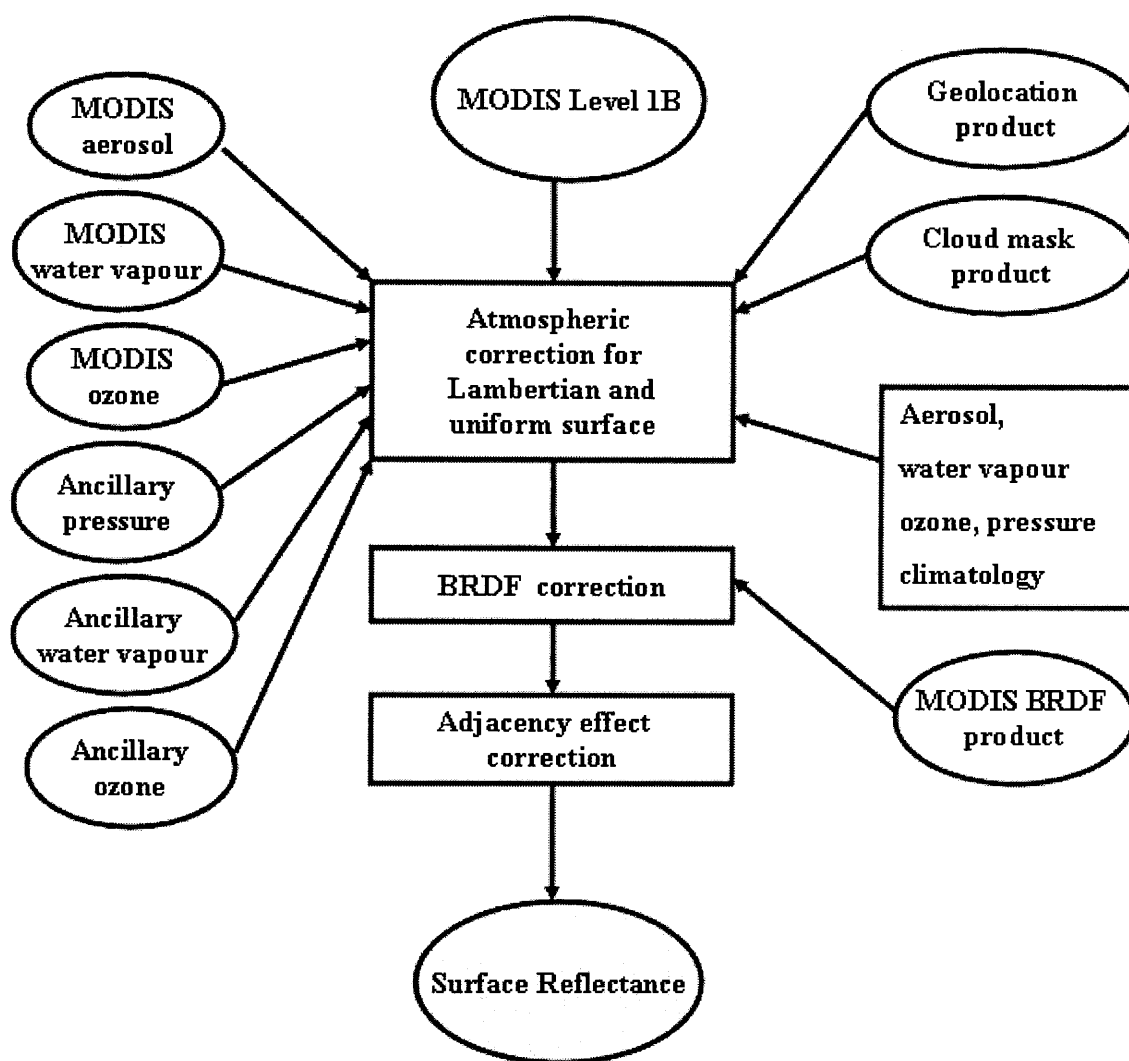 MODIS Level 1B
MODIS
aerosol
MODIS
water vapour
MODIS
ozone
Ancillary
pressure
Ancillary
water vapour
Ancillary
ozone
Geolocation
product
Cloud mask
product
Aerosol,
water vapour
ozone, pressure
climatology
MODIS BRDF
product
Atmospheric
correction for
Lambertian and
uniform surface
BRDF correction
Adjacency effect
correction
Surface Reflectance